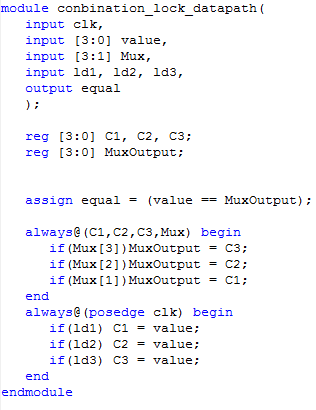 module conbination_lock_datapath(
input clk,
input [3:0] value,
input [3:1] Mux,
input ld1, ld2, ld3,
output equal
);
reg [3:0] C1, C2, C3;
reg [3:0] MuxOutput;
assign equal = (value == MuxOutput);
always@(C1,C2,C3,Mux) begin
if(Mux[3])MuxOutput = C3;
if(Mux[2])MuxOutput = C2;
if(Mux[1])MuxOutput = C1;
end
always@(posedge clk) begin
if(ld1) C1 = value;
if(ld2) C2 = value;
if(ld3) C3 = value;
end
endmodule